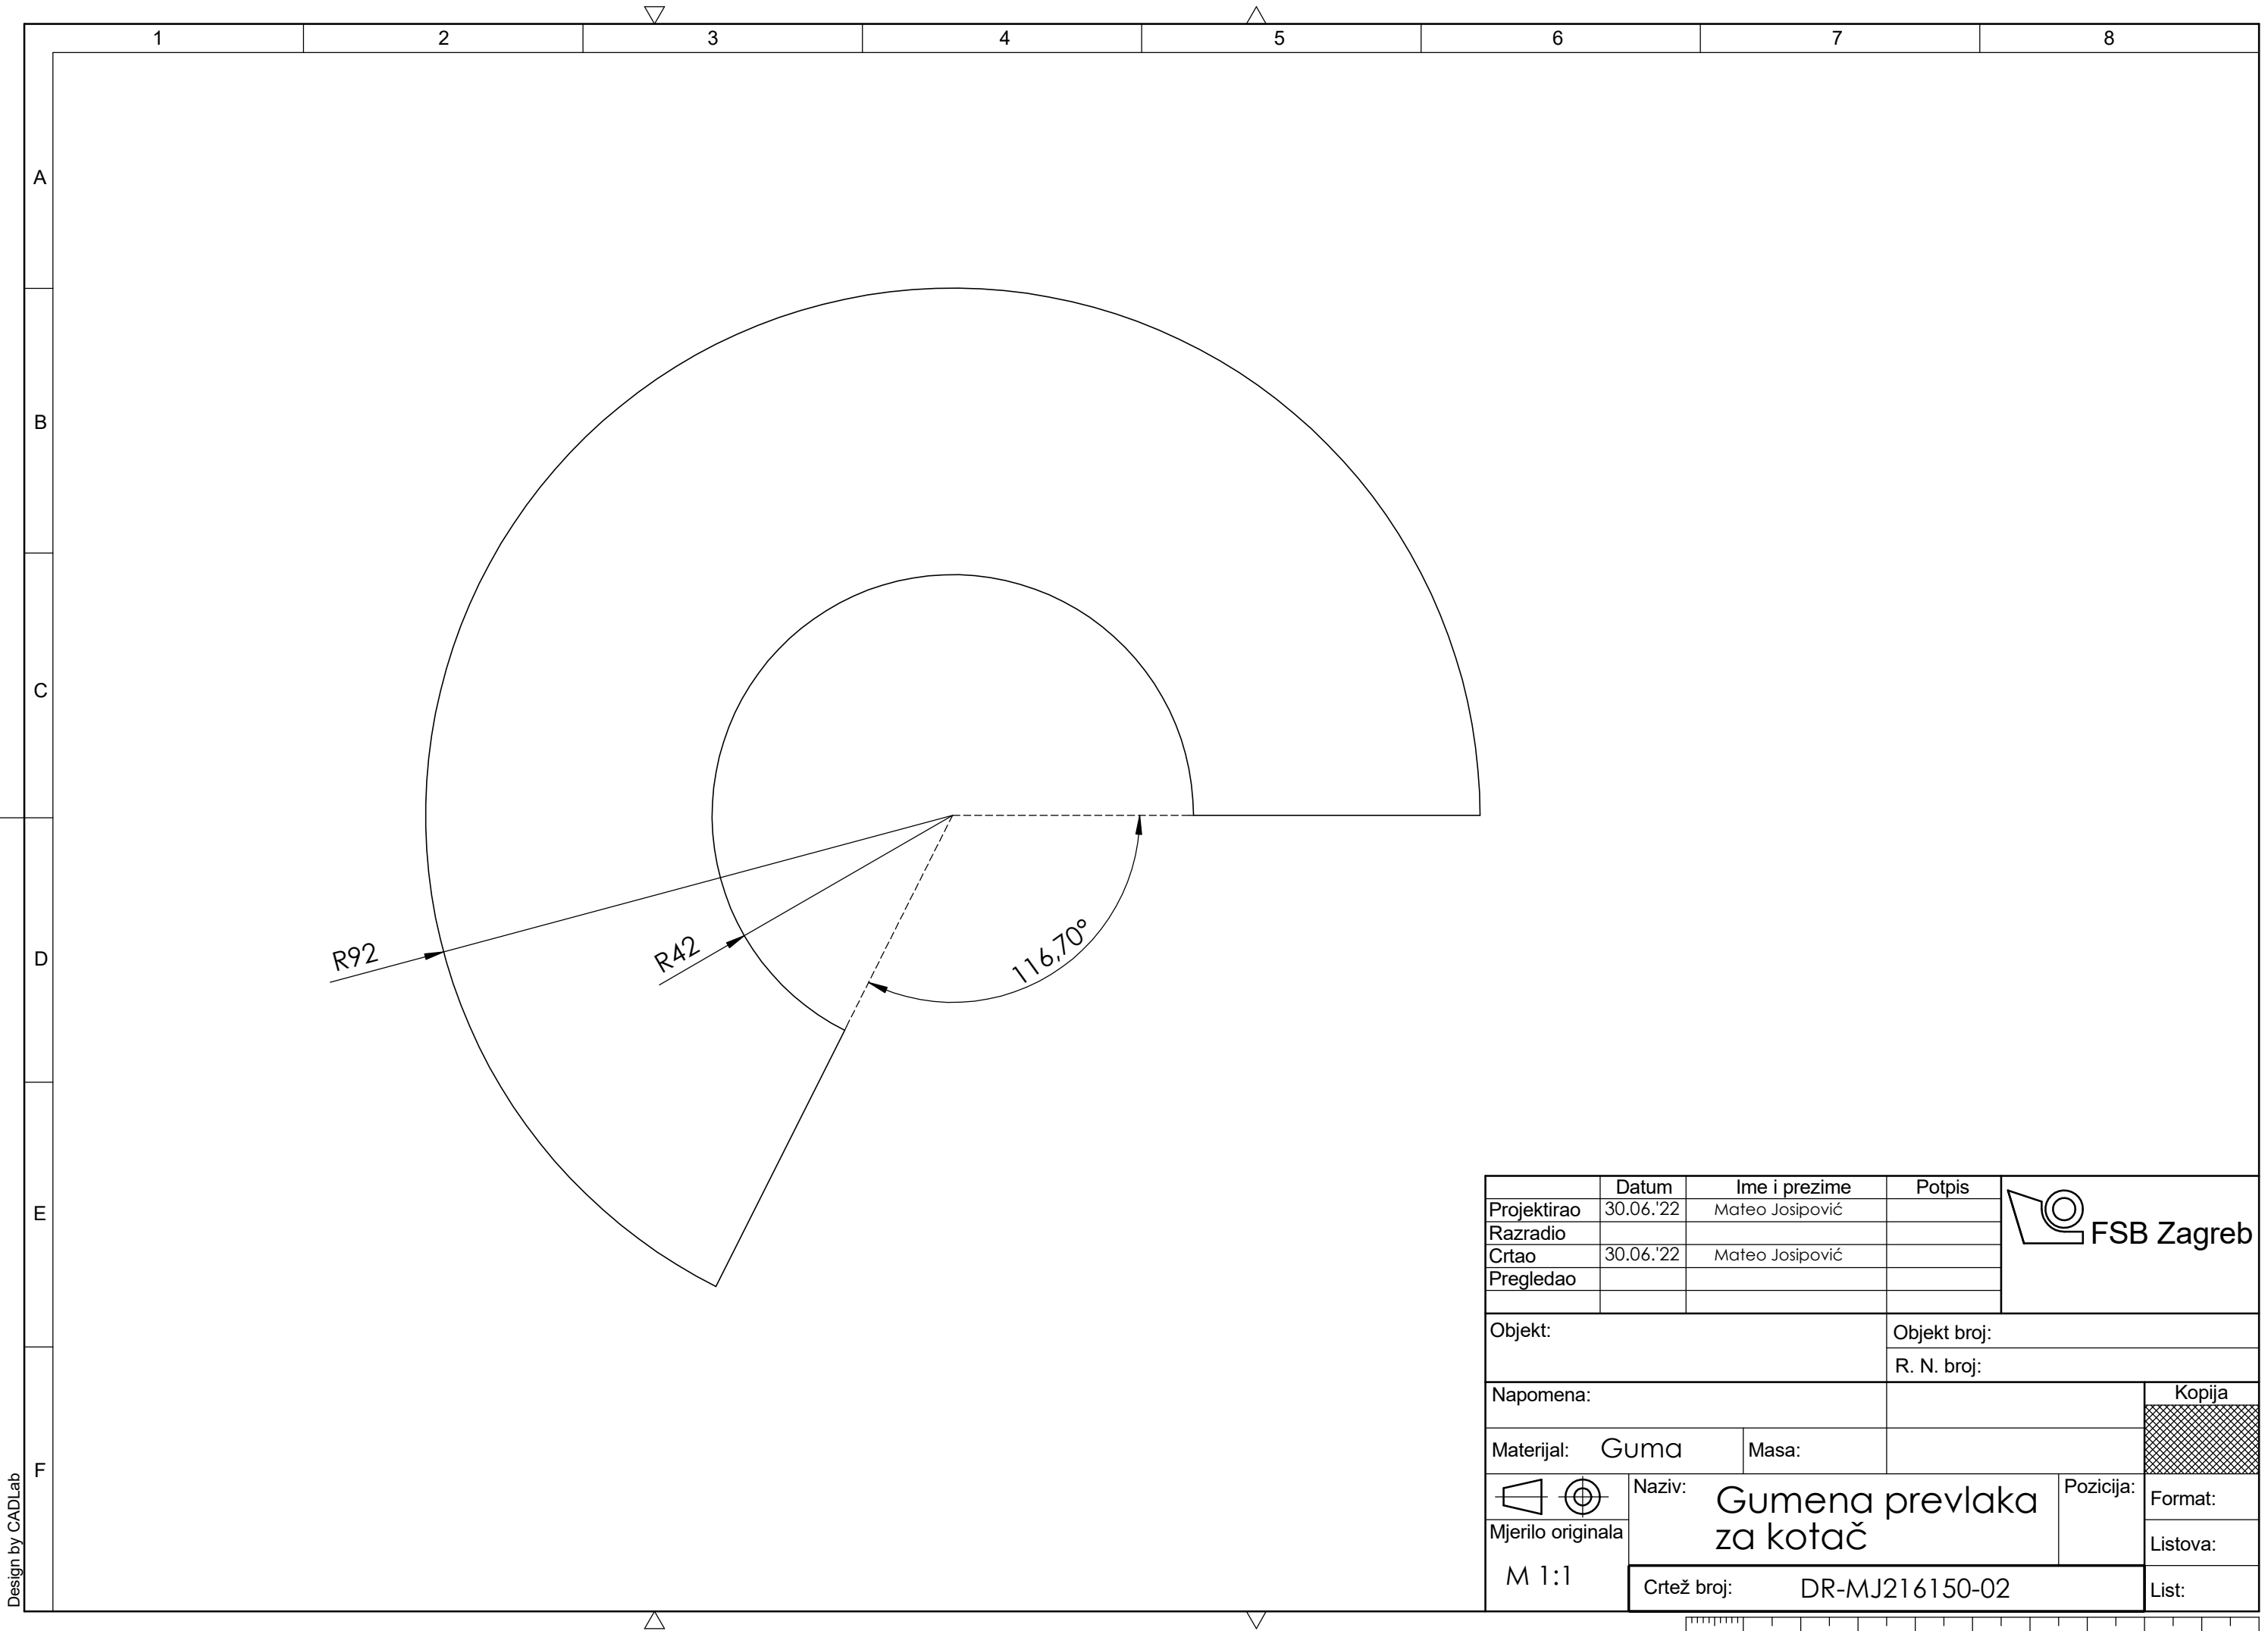 1 2 3 4 5 6 7 8
A
B
C
D
E
F
R92
R42
116,70°
Datum Ime i prezime Potpis
Projektirao 30.06.'22 Mateo Josipović
Razradio
Crtao 30.06.'22 Mateo Josipović
Pregledao
FSB Zagreb
Objekt:
Objekt broj:
R. N. broj:
Napomena:
Kopija
Materijal: Guma Masa:
Naziv: Gumena prevlaka
za kotač
Pozicija:
Format:
Mjerilo originala
M 1:1
Listova:
Crtež broj: DR-MJ216150-02
List:
Design by CADLab